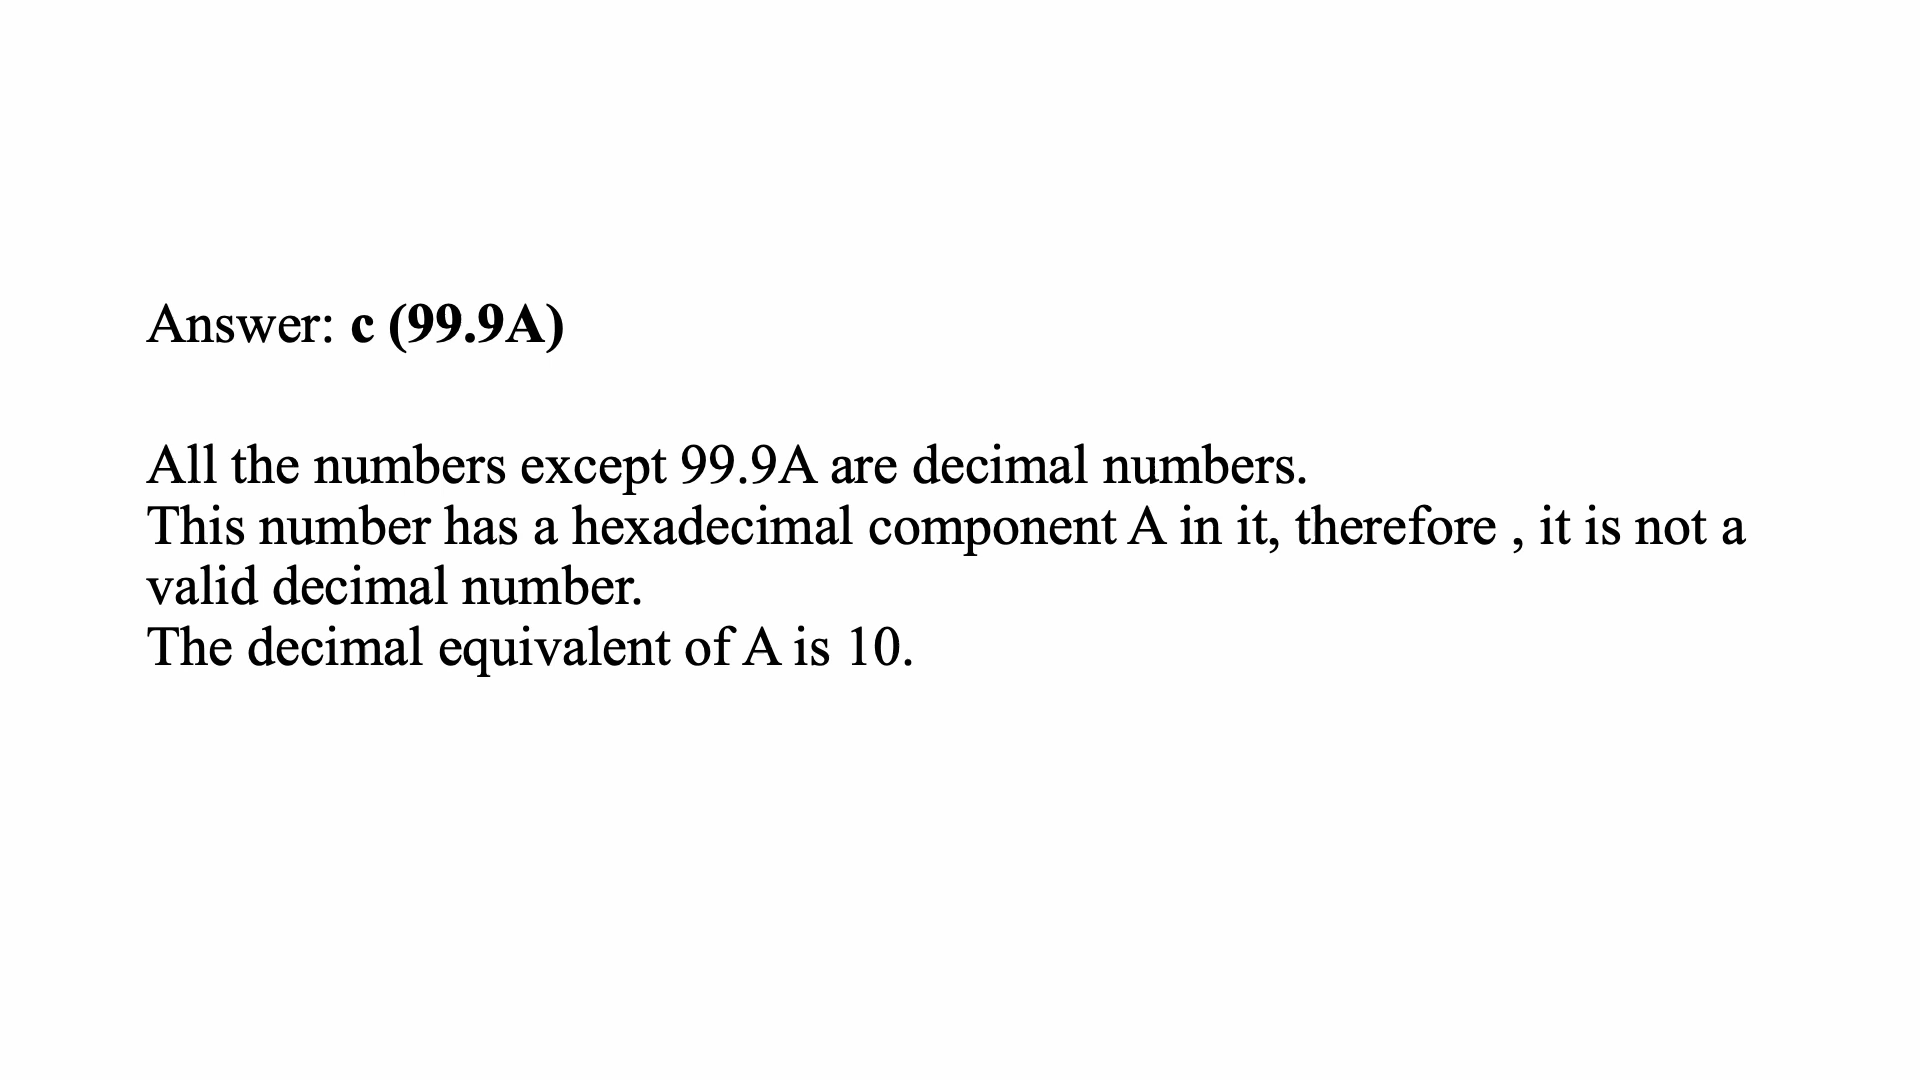 Answer: c (99.9A)
All the numbers except 99.9A are decimal numbers.
This number has a hexadecimal component A in it, therefore , it is not a
valid decimal number.
The decimal equivalent of A is 10.